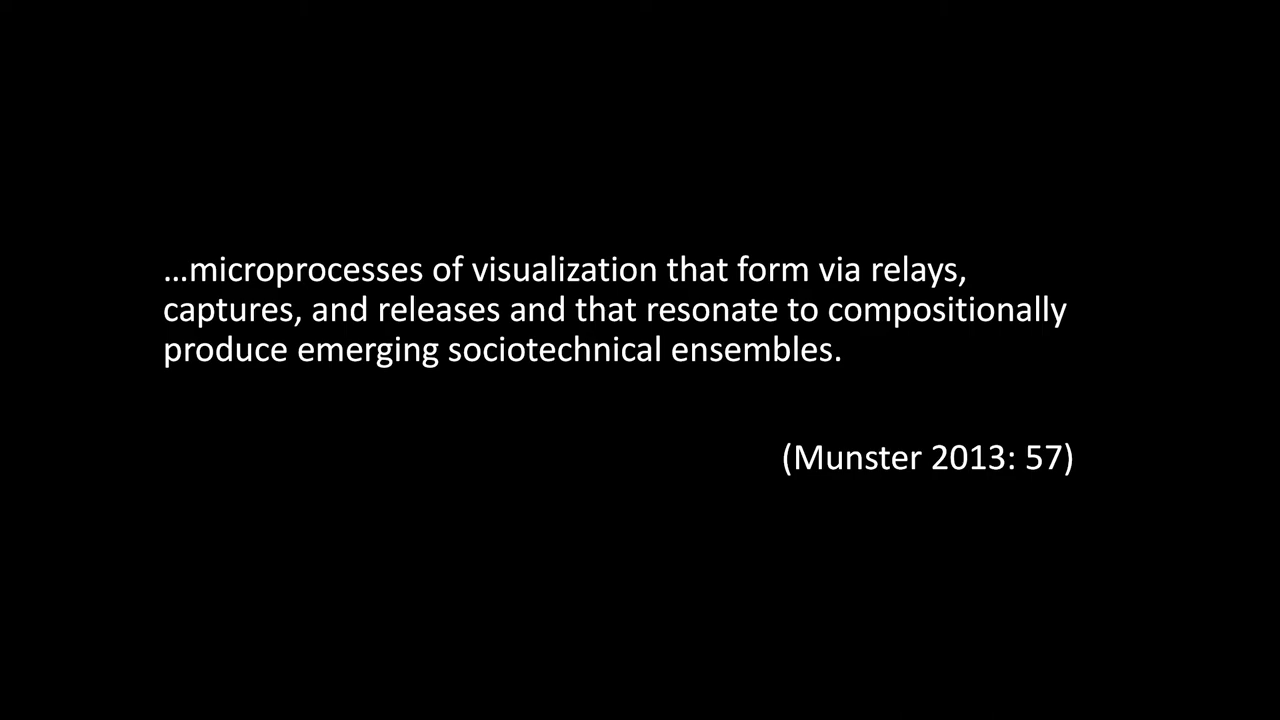 …microprocesses of visualization that form via relays,
captures, and releases and that resonate to compositionally
produce emerging sociotechnical ensembles.
(Munster 2013: 57)